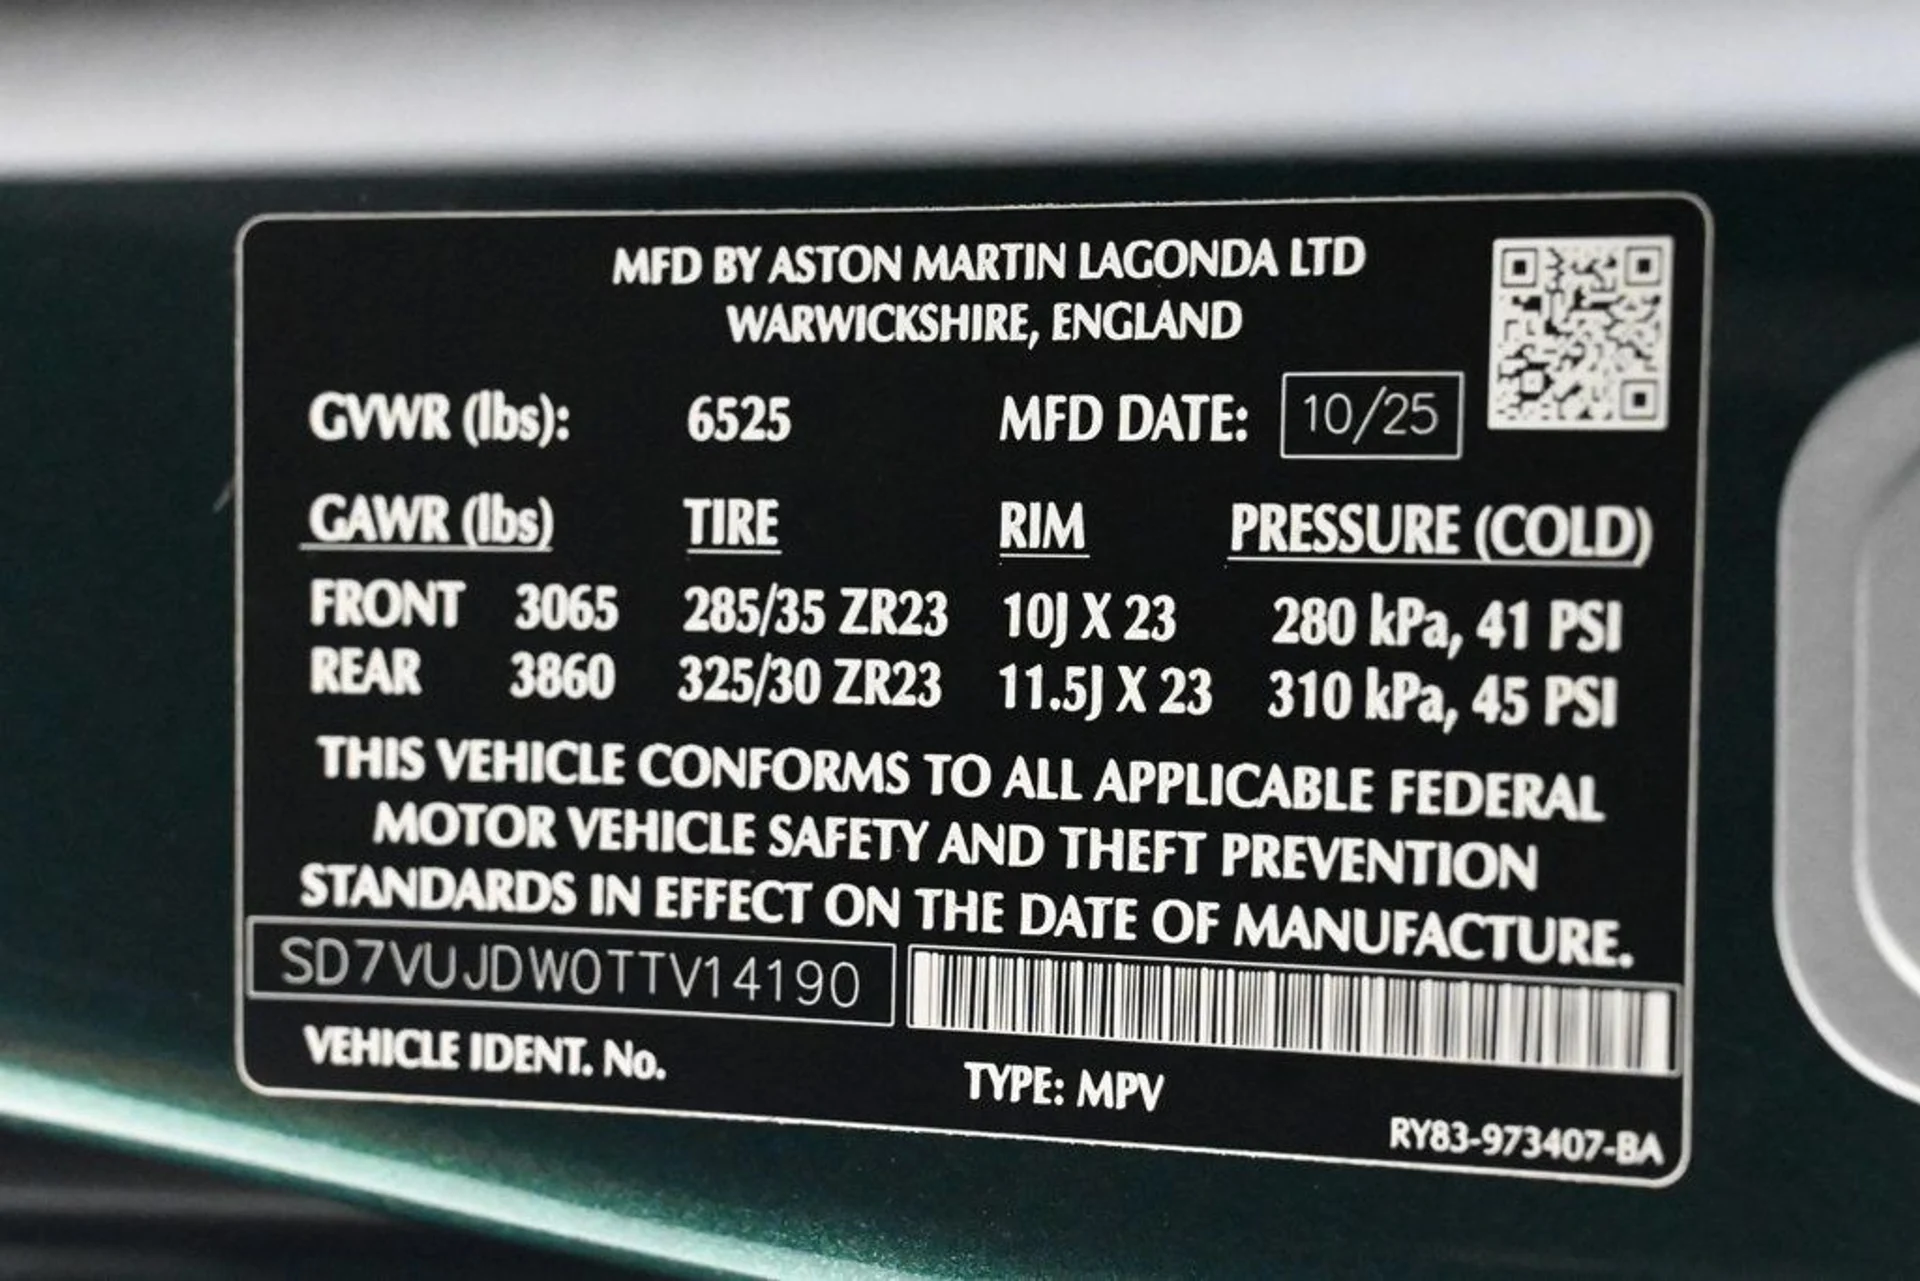 MFD BY ASTON MARTIN LAGONDA LTD
WARWICKSHIRE, ENGLAND
GVWR (lbs): 6525 MFD DATE: 10/25
GAWR (lbs) TIRE RIM PRESSURE (COLD)
FRONT 3065 285/35 ZR23 10J X 23 280 kPa, 41 PSI
REAR 3860 325/30 ZR23 11.5J X 23 310 kPa, 45 PSI
THIS VEHICLE CONFORMS TO ALL APPLICABLE FEDERAL
MOTOR VEHICLE SAFETY AND THEFT PREVENTION
STANDARDS IN EFFECT ON THE DATE OF MANUFACTURE.
SD7VUJDW0TTV14190
VEHICLE IDENT. No.
TYPE: MPV
RY83-973407-BA